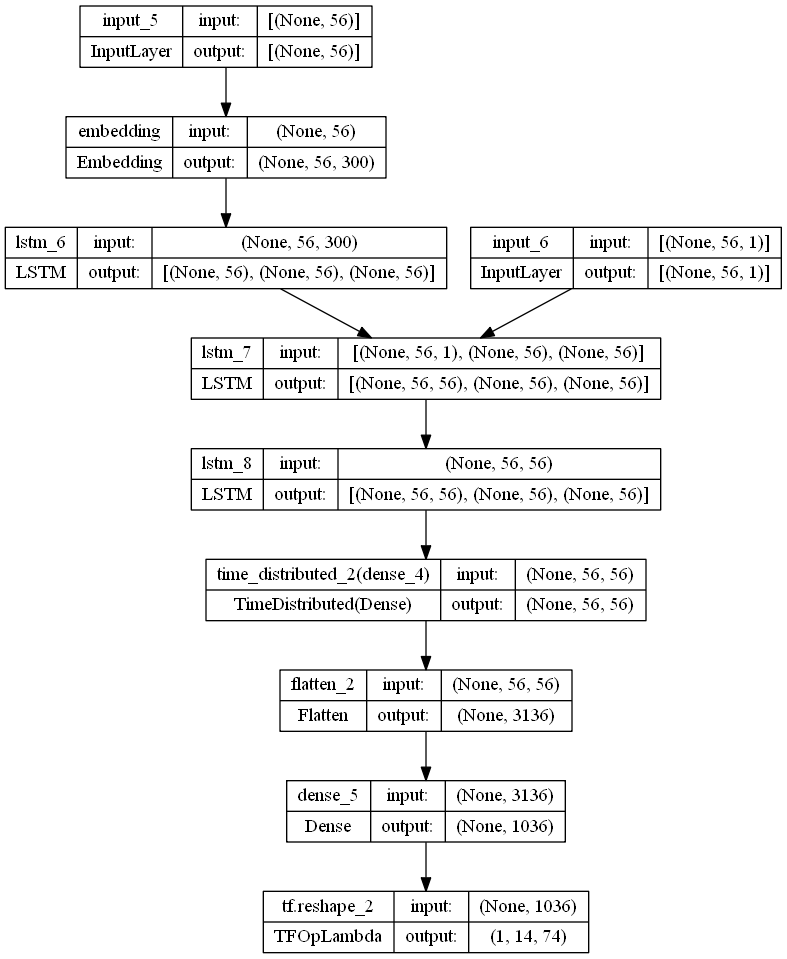 input_5 input: [(None, 56)]
InputLayer output: [(None, 56)]
embedding input: (None, 56)
Embedding output: (None, 56, 300)
lstm_6 input: (None, 56, 300)
LSTM output: [(None, 56), (None, 56), (None, 56)]
input_6 input: [(None, 56, 1)]
InputLayer output: [(None, 56, 1)]
lstm_7 input: [(None, 56, 1), (None, 56), (None, 56)]
LSTM output: [(None, 56, 56), (None, 56), (None, 56)]
lstm_8 input: (None, 56, 56)
LSTM output: [(None, 56, 56), (None, 56), (None, 56)]
time_distributed_2(dense_4) input: (None, 56, 56)
TimeDistributed(Dense) output: (None, 56, 56)
flatten_2 input: (None, 56, 56)
Flatten output: (None, 3136)
dense_5 input: (None, 3136)
Dense output: (None, 1036)
tf.reshape_2 input: (None, 1036)
TFOpLambda output: (1, 14, 74)